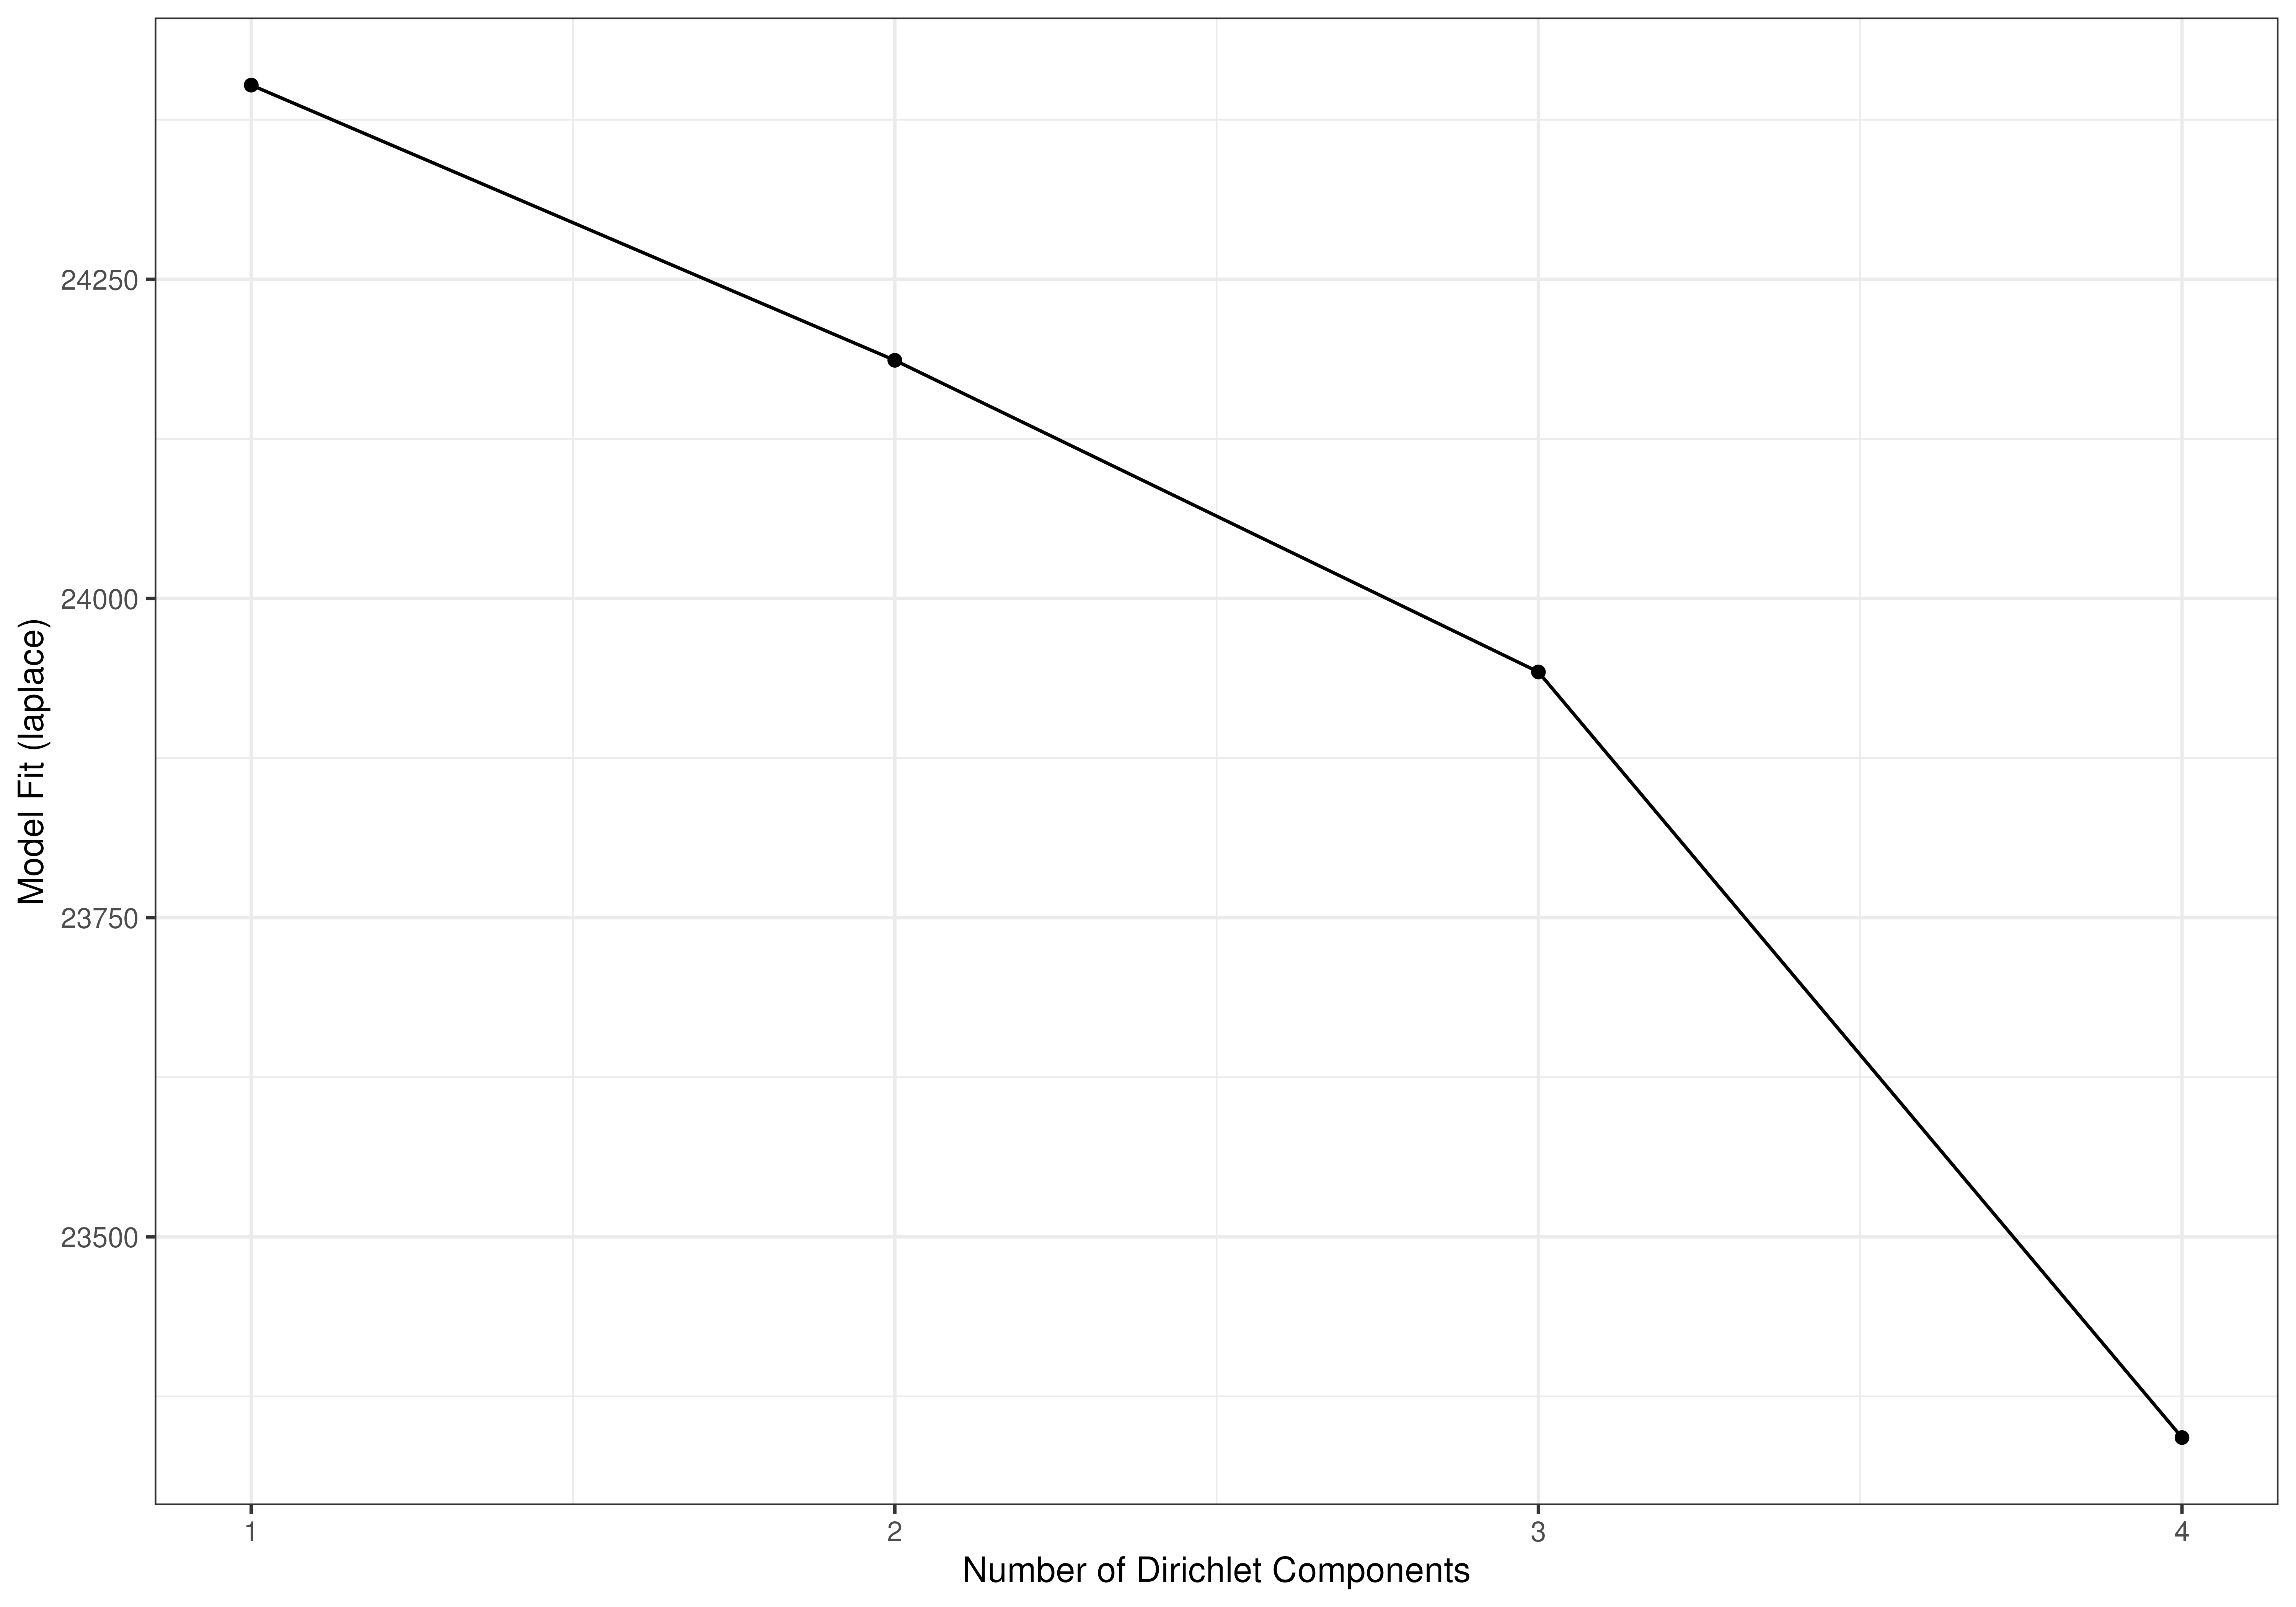 Model Fit (laplace)
24250
24000
23750
23500
1 2 3 4
Number of Dirichlet Components